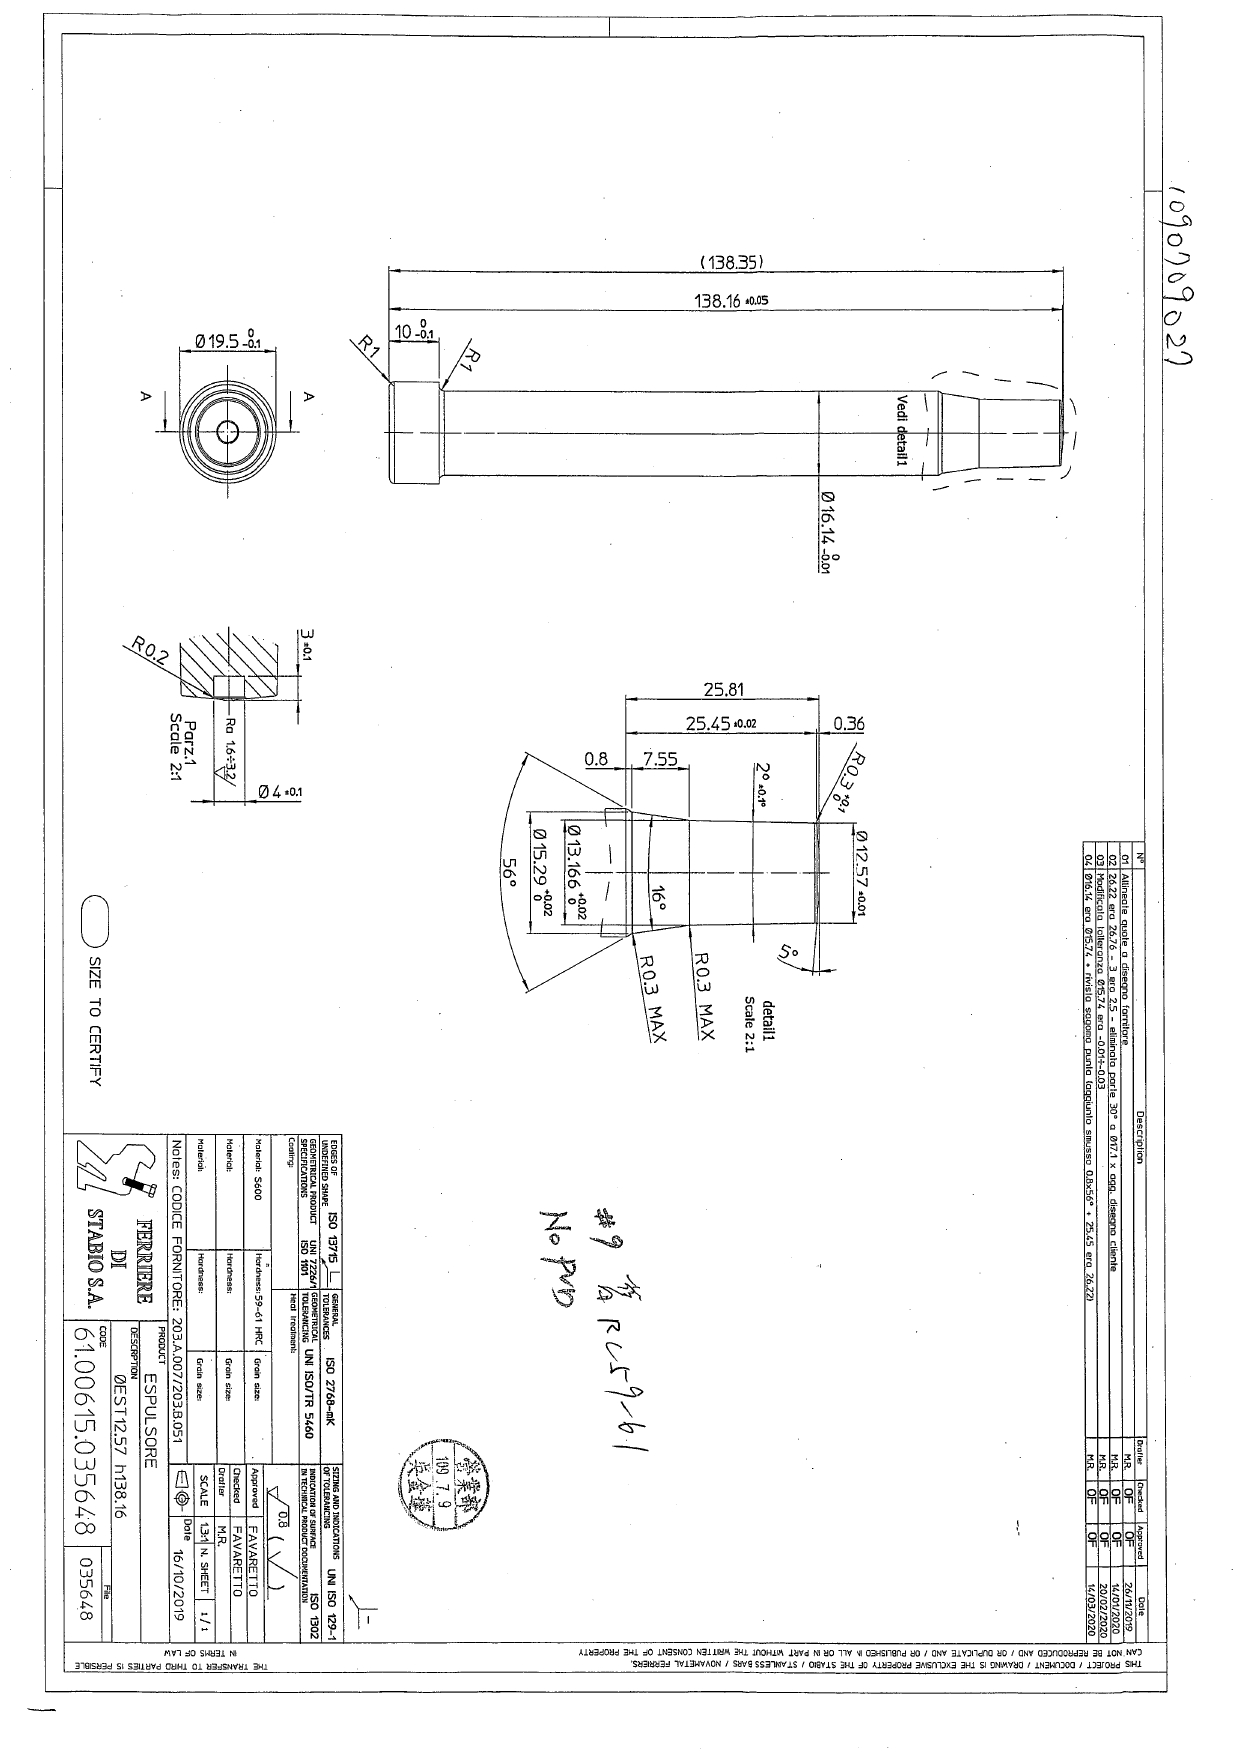 1090709027
(138.35)
138.16 ±0.05
10 0 -0.1
R1
R1
Ø19.5 0 -0.1
A
A
Vedi detail1
Ø16.14 0 -0.01
3 ±0.1
R0.2
Ra 1.6÷3.2
Ø4 ±0.1
Parz.1
Scale 2:1
25.81
25.45 ±0.02
0.36
0.8
7.55
2° ±0.1°
R0.3 +0.1 0
Ø12.57 ±0.01
Ø13.166 +0.02 0
Ø15.29 +0.02 0
16°
56°
5°
R0.3 MAX
R0.3 MAX
detail1
Scale 2:1
SIZE TO CERTIFY
N° Description Drafter Checked Approved Date
01 Allineate quote a disegno fornitore M.R. OF OF 26/11/2019
02 26.22 era 26.76 - 3 era 2.5 - eliminata parte 30° a Ø17.1 x agg. disegno cliente M.R. OF OF 14/01/2020
03 Modificata tolleranza Ø15.74 era -0.01÷-0.03 M.R. OF OF 20/02/2020
04 Ø16.14 era Ø15.74 + rivista sagoma punta (aggiunto smusso 0.8x56° + 25.45 era 26.22) M.R. OF OF 14/03/2020
#9
RC59-61
No PVD
營業部
109.7.9
EDGES OF UNDEFINED SHAPE ISO 13715
GENERAL TOLERANCES ISO 2768-mK
SIZING AND INDICATIONS OF TOLERANCING UNI ISO 129-1
GEOMETRICAL PRODUCT SPECIFICATIONS UNI 7226/1 ISO 1101
GEOMETRICAL TOLERANCING UNI ISO/TR 5460
INDICATION OF SURFACE IN TECHNICAL PRODUCT DOCUMENTATION ISO 1302
Coating:
Heat treatment:
0.8
Material: S600 Hardness: 59-61 HRC Grain size:
Material: Hardness: Grain size:
Material: Hardness: Grain size:
Approved FAVARETTO
Checked FAVARETTO
Drafter M.R.
SCALE 1.3:1 N. SHEET 1/1
Notes: CODICE FORNITORE: 203.A.007/203.B.051
Date 16/10/2019
FERRIERE
DI
STABIO S.A.
PRODUCT
ESPULSORE
DESCRIPTION
ØEST12.57 h138.16
CODE
61.00615.035648
File
035648
THIS PROJECT / DOCUMENT / DRAWING IS THE EXCLUSIVE PROPERTY OF THE STABIO / STAINLESS BARS / NOVAMETAL FERRIERS.
CAN NOT BE REPRODUCED AND / OR DUPLICATE AND / OR PUBLISHED IN ALL OR IN PART WITHOUT THE WRITTEN CONSENT OF THE PROPERTY
THE TRANSFER TO THIRD PARTIES IS PERSIBLE
IN TERMS OF LAW